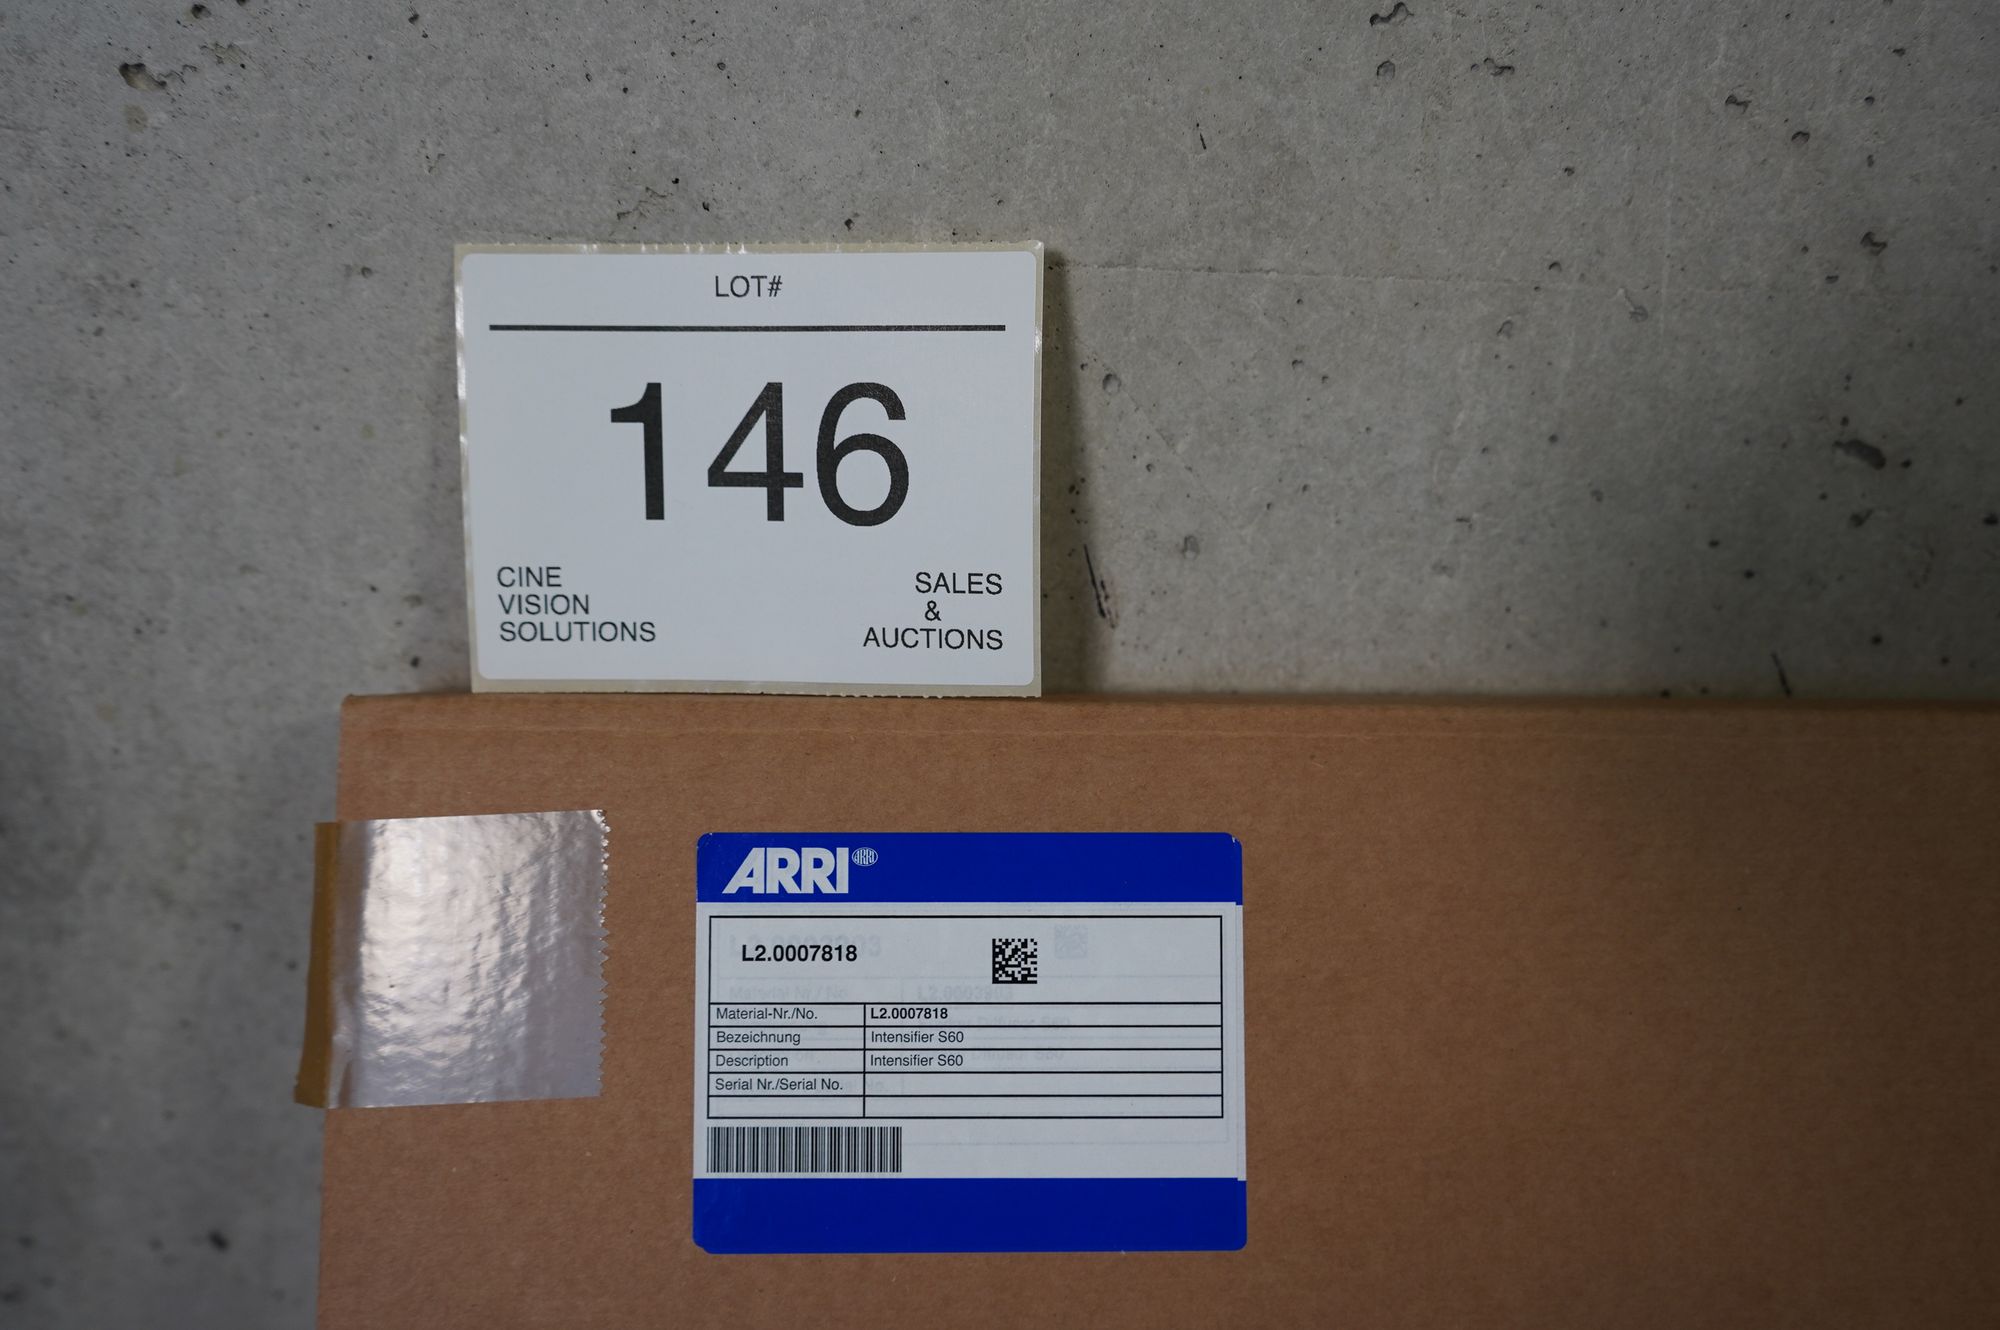 LOT#
146
CINE
VISION
SOLUTIONS
SALES
&
AUCTIONS
ARRI® ARRI
L2.0007818
Material-Nr./No. L2.0007818
Bezeichnung Intensifier S60
Description Intensifier S60
Serial Nr./Serial No.